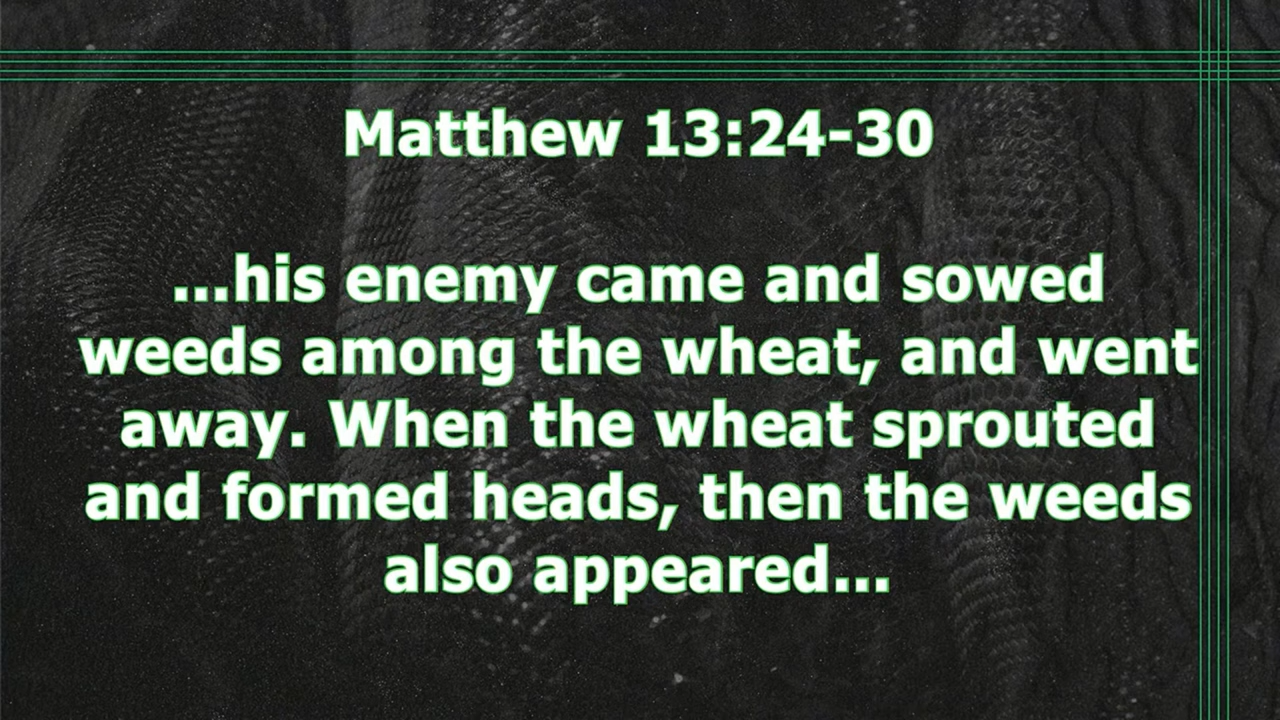 Matthew 13:24-30
...his enemy came and sowed
weeds among the wheat, and went
away. When the wheat sprouted
and formed heads, then the weeds
also appeared...